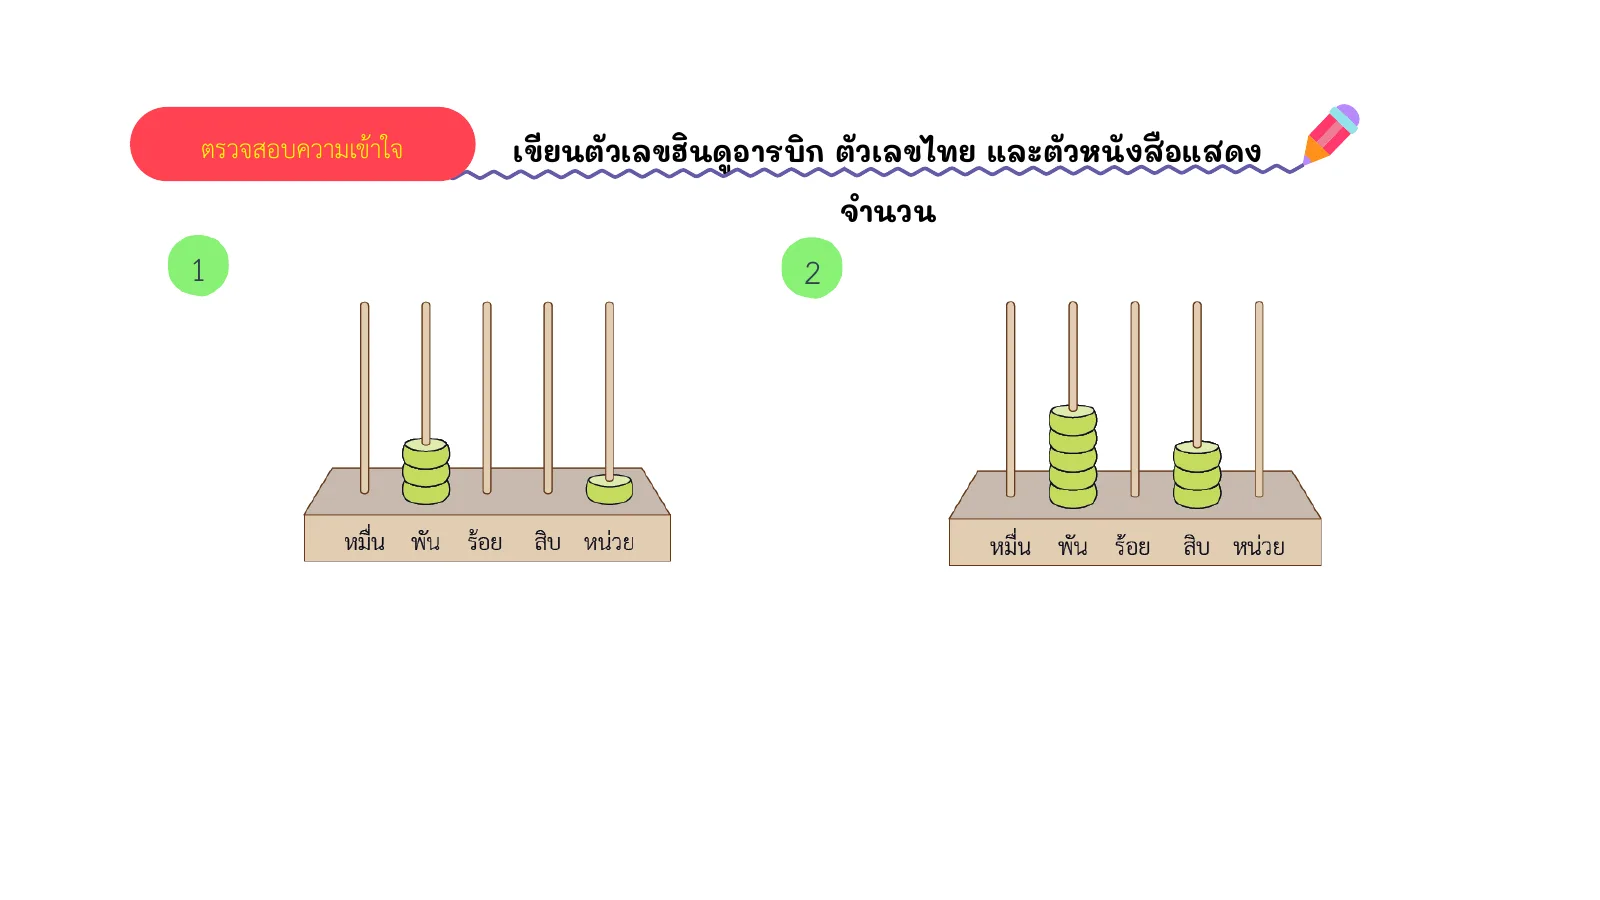 ตรวจสอบความเข้าใจ
เขียนตัวเลขฮินดูอารบิก ตัวเลขไทย และตัวหนังสือแสดง
จำนวน
1
2
หมื่น พัน ร้อย สิบ หน่วย
หมื่น พัน ร้อย สิบ หน่วย